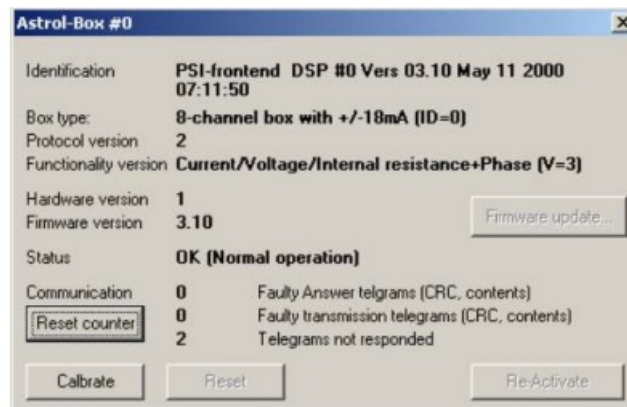 Astrol-Box #0
Identification PSI-frontend DSP #0 Vers 03.10 May 11 2000
07:11:50
Box type: 8-channel box with +/-18mA (ID=0)
Protocol version 2
Functionality version Current/Voltage/Internal resistance+Phase (V=3)
Hardware version 1
Firmware version 3.10
Firmware update...
Status OK (Normal operation)
Communication 0 Faulty Answer telgrams (CRC, contents)
Reset counter 0 Faulty transmission telegrams (CRC, contents)
2 Telegrams not responded
Calbrate Reset Re-Activate